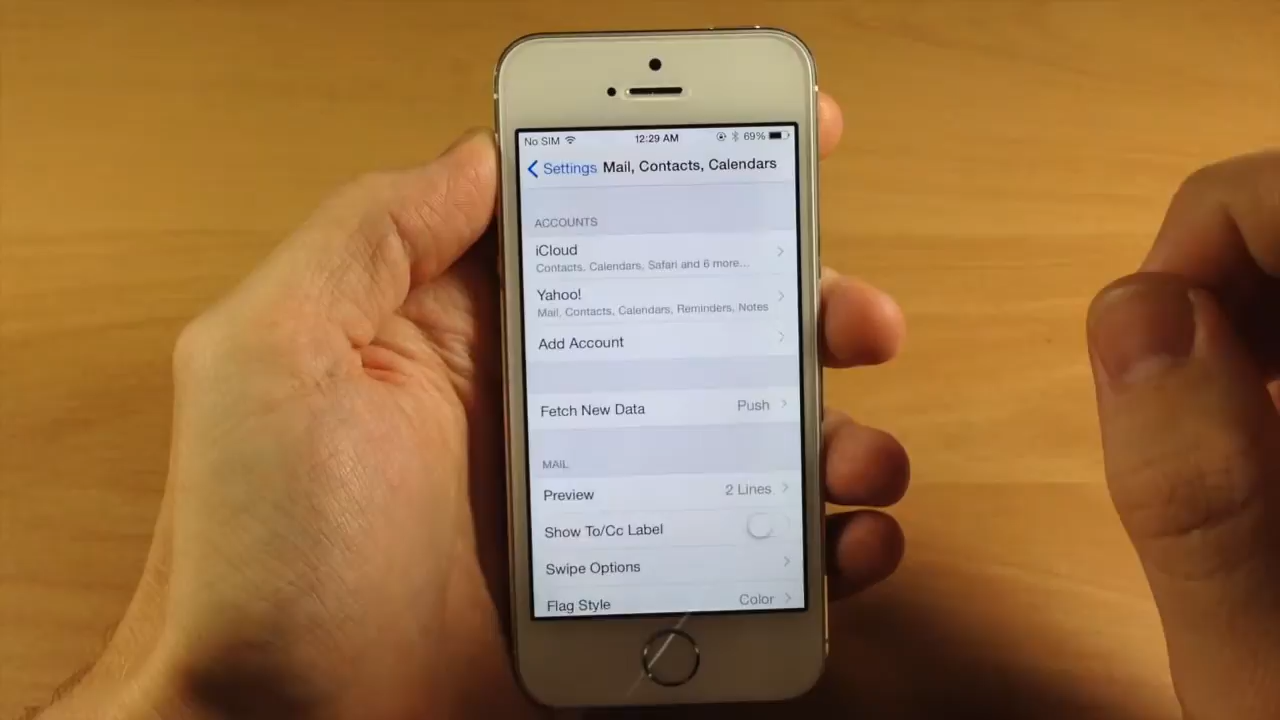 No SIM 12:29 AM 69%
Settings Mail, Contacts, Calendars
ACCOUNTS
iCloud
Contacts, Calendars, Safari and 6 more...
Yahoo!
Mail, Contacts, Calendars, Reminders, Notes
Add Account
Fetch New Data Push
MAIL
Preview 2 Lines
Show To/Cc Label
Swipe Options
Flag Style Color